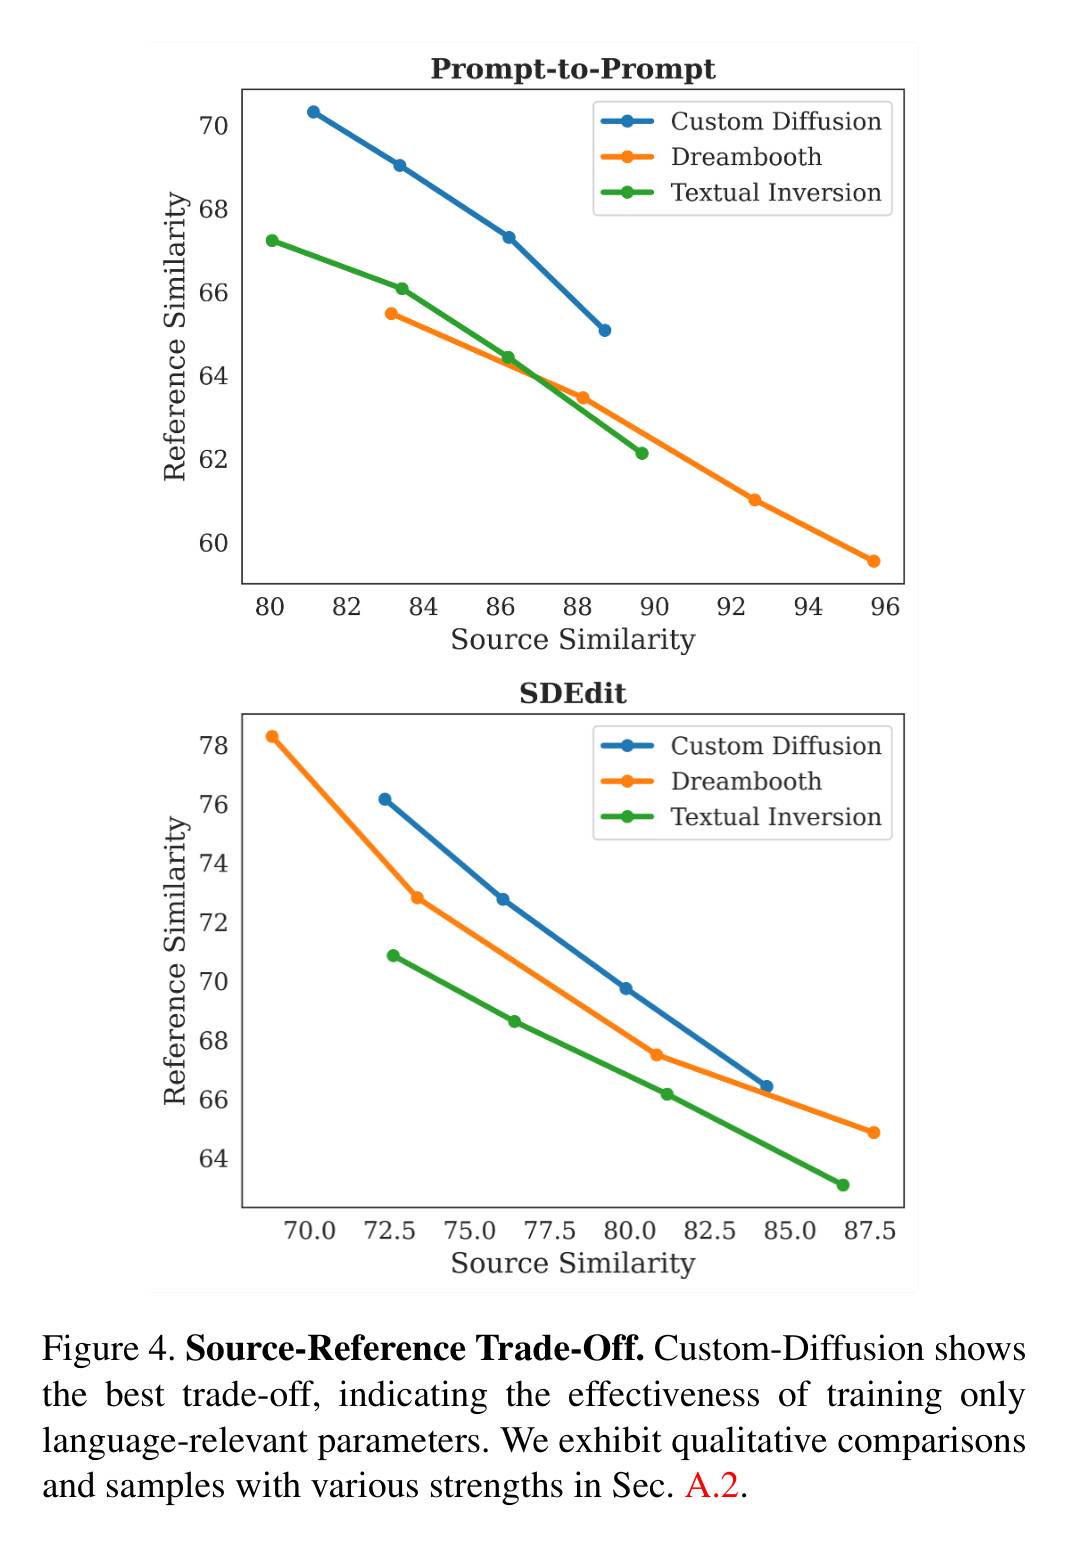 Prompt-to-Prompt
Custom Diffusion
Dreambooth
Textual Inversion
Reference Similarity
70
68
66
64
62
60
80 82 84 86 88 90 92 94 96
Source Similarity
SDEdit
Custom Diffusion
Dreambooth
Textual Inversion
Reference Similarity
78
76
74
72
70
68
66
64
70.0 72.5 75.0 77.5 80.0 82.5 85.0 87.5
Source Similarity
Figure 4. Source-Reference Trade-Off. Custom-Diffusion shows
the best trade-off, indicating the effectiveness of training only
language-relevant parameters. We exhibit qualitative comparisons
and samples with various strengths in Sec. A.2.